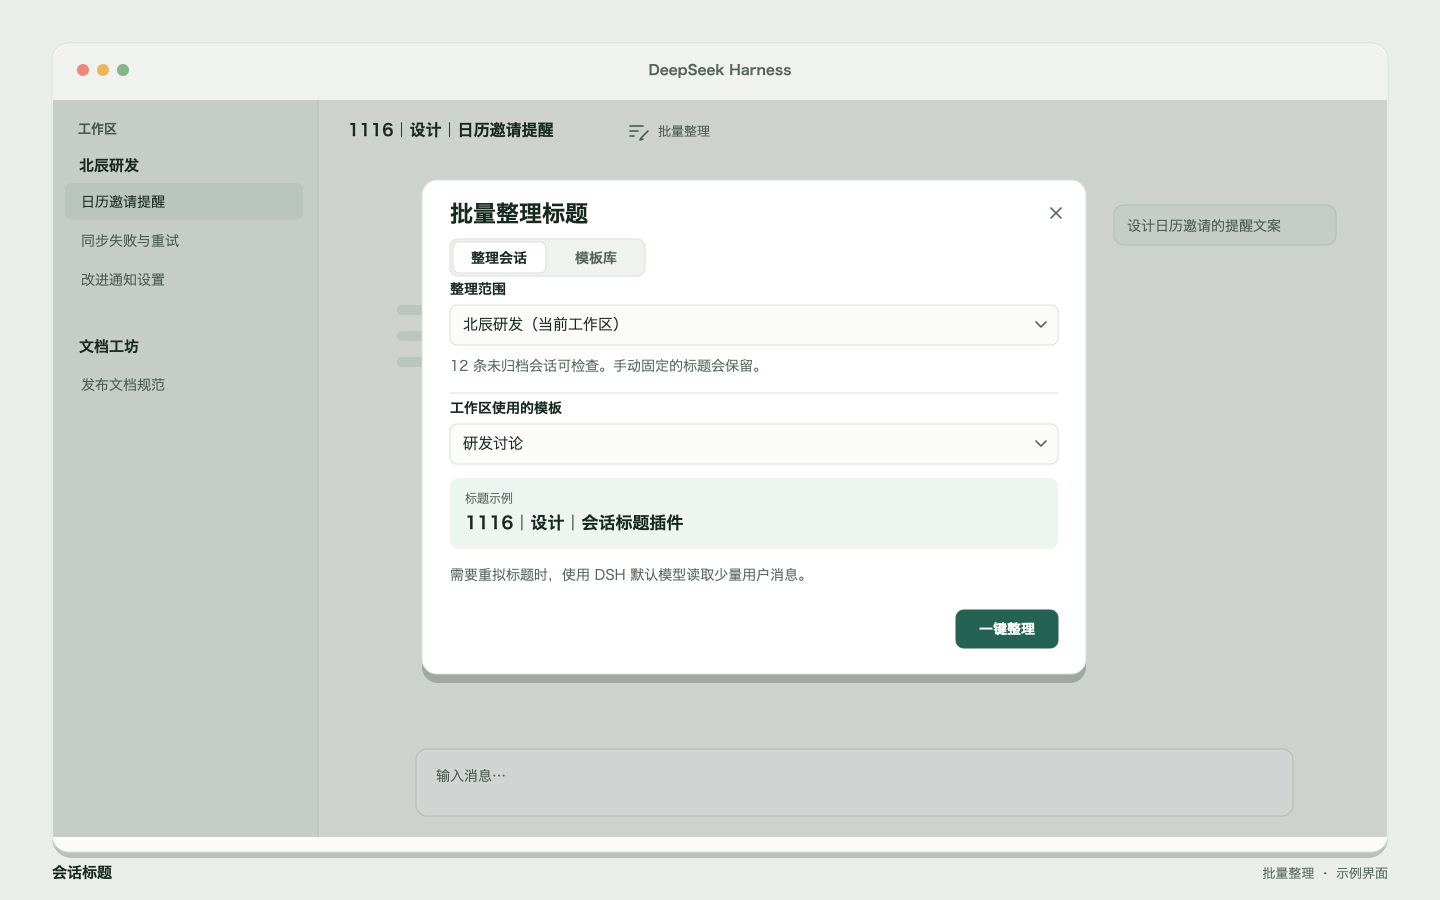 DeepSeek Harness
工作区
北辰研发
日历邀请提醒
同步失败与重试
改进通知设置
文档工坊
发布文档规范
1116｜设计｜日历邀请提醒
批量整理
设计日历邀请的提醒文案
批量整理标题
整理会话
模板库
整理范围
北辰研发（当前工作区）
12 条未归档会话可检查。手动固定的标题会保留。
工作区使用的模板
研发讨论
标题示例
1116｜设计｜会话标题插件
需要重拟标题时，使用 DSH 默认模型读取少量用户消息。
一键整理
输入消息…
会话标题
批量整理 · 示例界面